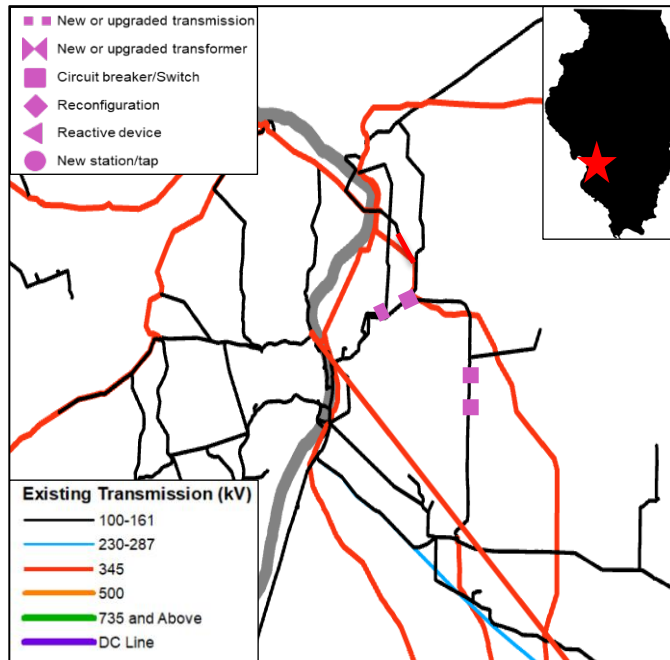 New or upgraded transmission
New or upgraded transformer
Circuit breaker/Switch
Reconfiguration
Reactive device
New station/tap
Existing Transmission (kV)
100-161
230-287
345
500
735 and Above
DC Line